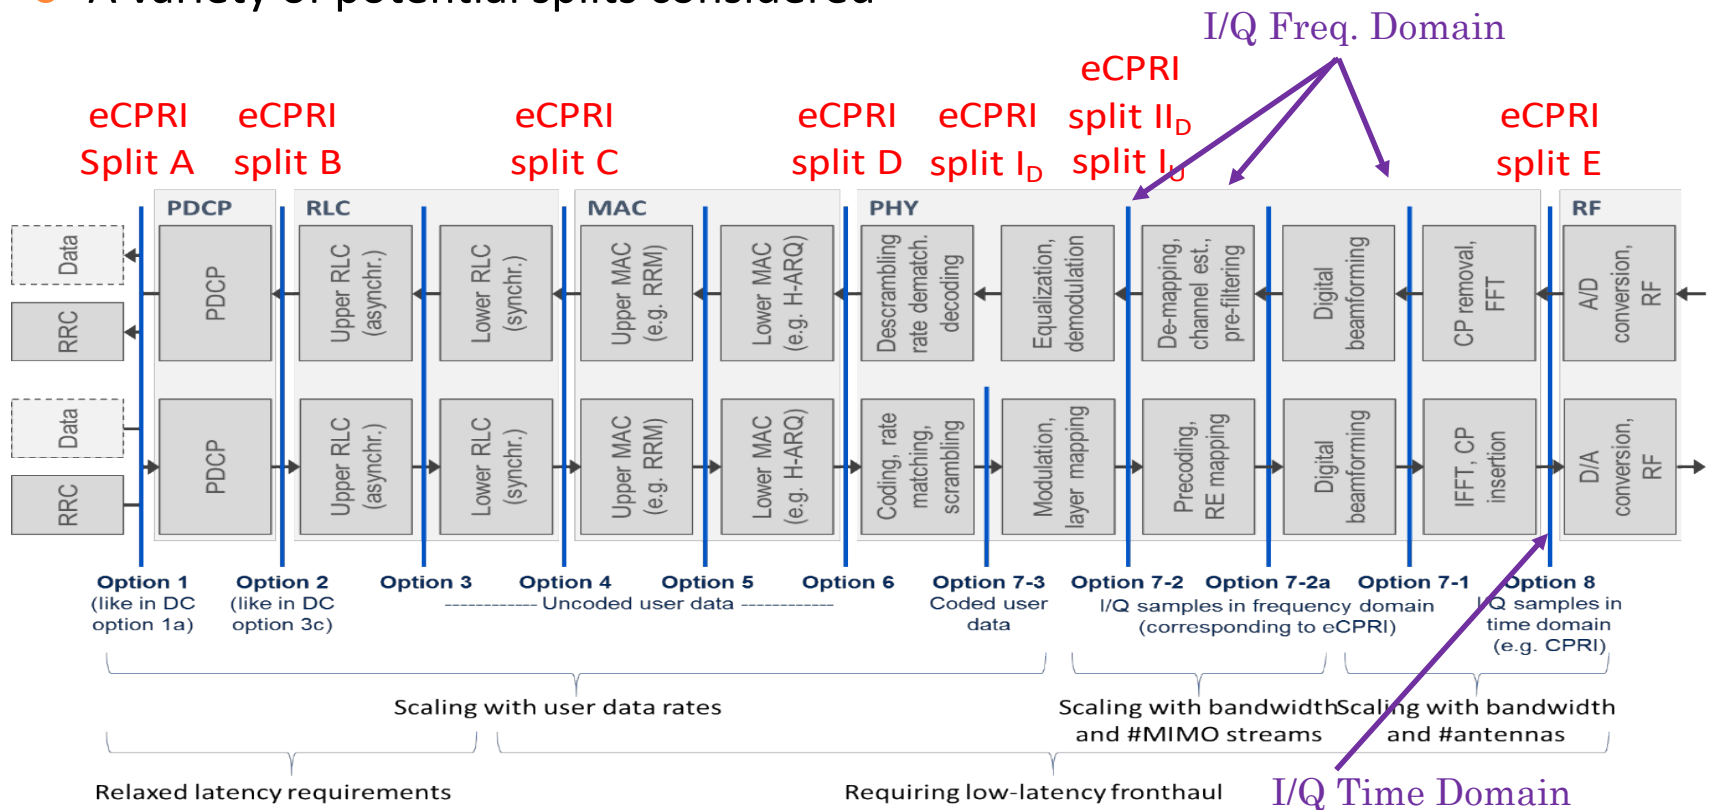 A variety of potential splits considered
I/Q Freq. Domain
eCPRI
Split A
eCPRI
split B
eCPRI
split C
eCPRI
split D
eCPRI
split I_D
eCPRI
split II_D
split I_U
eCPRI
split E
PDCP
RLC
MAC
PHY
RF
Data
RRC
PDCP
Upper RLC
(asynchr.)
Lower RLC
(synchr.)
Upper MAC
(e.g. RRM)
Lower MAC
(e.g. H-ARQ)
Descrambling
rate dematch.
decoding
Equalization,
demodulation
De-mapping,
channel est.,
pre-filtering
Digital
beamforming
CP removal,
FFT
A/D
conversion,
RF
Data
RRC
PDCP
Upper RLC
(asynchr.)
Lower RLC
(synchr.)
Upper MAC
(e.g. RRM)
Lower MAC
(e.g. H-ARQ)
Coding, rate
matching,
scrambling
Modulation,
layer mapping
Precoding,
RE mapping
Digital
beamforming
IFFT, CP
insertion
D/A
conversion,
RF
Option 1
(like in DC
option 1a)
Option 2
(like in DC
option 3c)
Option 3
Option 4
Option 5
Option 6
------------ Uncoded user data ------------
Option 7-3
Coded user
data
Option 7-2
Option 7-2a
Option 7-1
I/Q samples in frequency domain
(corresponding to eCPRI)
Option 8
I/Q samples in
time domain
(e.g. CPRI)
Scaling with user data rates
Scaling with bandwidth
and #MIMO streams
Scaling with bandwidth
and #antennas
Relaxed latency requirements
Requiring low-latency fronthaul
I/Q Time Domain